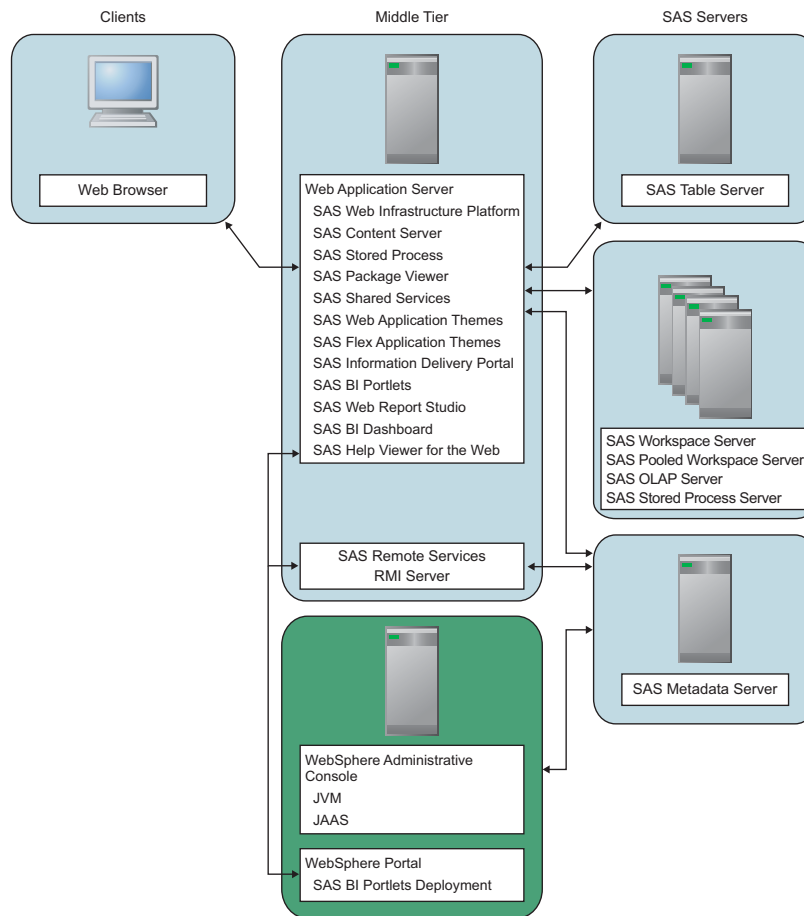 Clients
Middle Tier
SAS Servers
Web Browser
Web Application Server
SAS Web Infrastructure Platform
SAS Content Server
SAS Stored Process
SAS Package Viewer
SAS Shared Services
SAS Web Application Themes
SAS Flex Application Themes
SAS Information Delivery Portal
SAS BI Portlets
SAS Web Report Studio
SAS BI Dashboard
SAS Help Viewer for the Web
SAS Remote Services
RMI Server
WebSphere Administrative
Console
JVM
JAAS
WebSphere Portal
SAS BI Portlets Deployment
SAS Table Server
SAS Workspace Server
SAS Pooled Workspace Server
SAS OLAP Server
SAS Stored Process Server
SAS Metadata Server